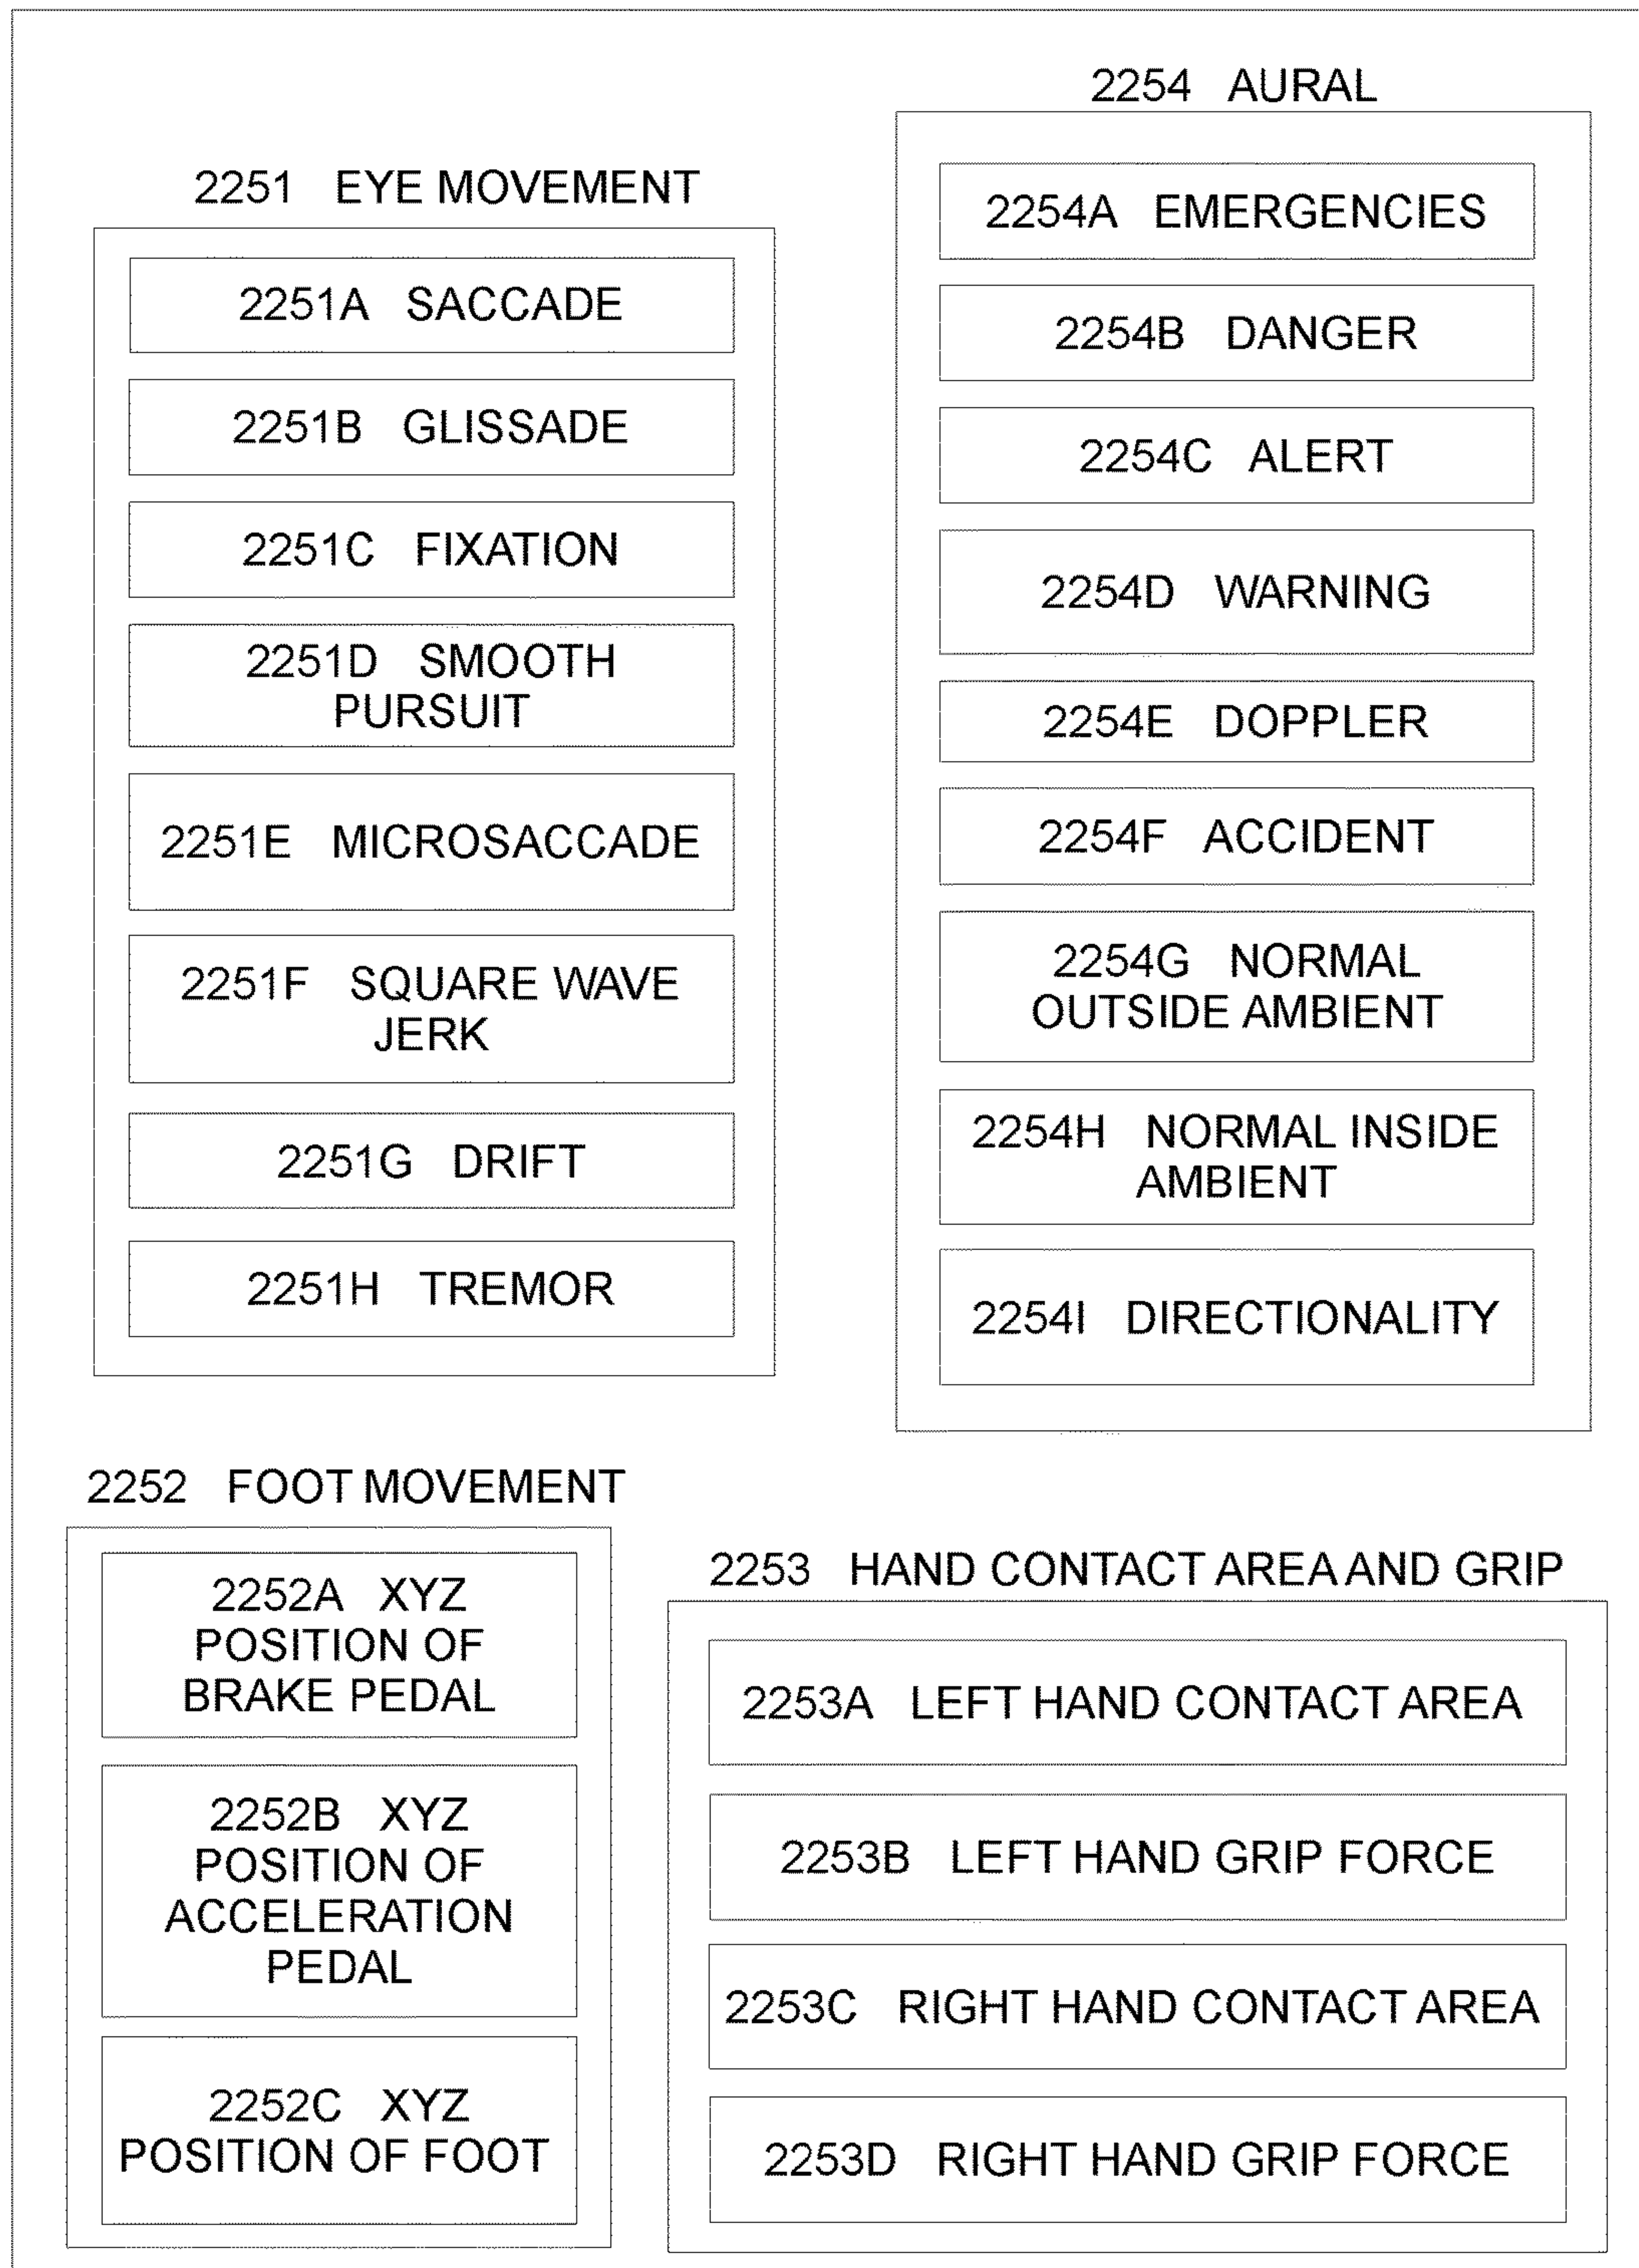 2251 EYE MOVEMENT
2251A SACCADE
2251B GLISSADE
2251C FIXATION
2251D SMOOTH
PURSUIT
2251E MICROSACCADE
2251F SQUARE WAVE
JERK
2251G DRIFT
2251H TREMOR
2254 AURAL
2254A EMERGENCIES
2254B DANGER
2254C ALERT
2254D WARNING
2254E DOPPLER
2254F ACCIDENT
2254G NORMAL
OUTSIDE AMBIENT
2254H NORMAL INSIDE
AMBIENT
2254I DIRECTIONALITY
2252 FOOT MOVEMENT
2252A XYZ
POSITION OF
BRAKE PEDAL
2252B XYZ
POSITION OF
ACCELERATION
PEDAL
2252C XYZ
POSITION OF FOOT
2253 HAND CONTACT AREA AND GRIP
2253A LEFT HAND CONTACT AREA
2253B LEFT HAND GRIP FORCE
2253C RIGHT HAND CONTACT AREA
2253D RIGHT HAND GRIP FORCE